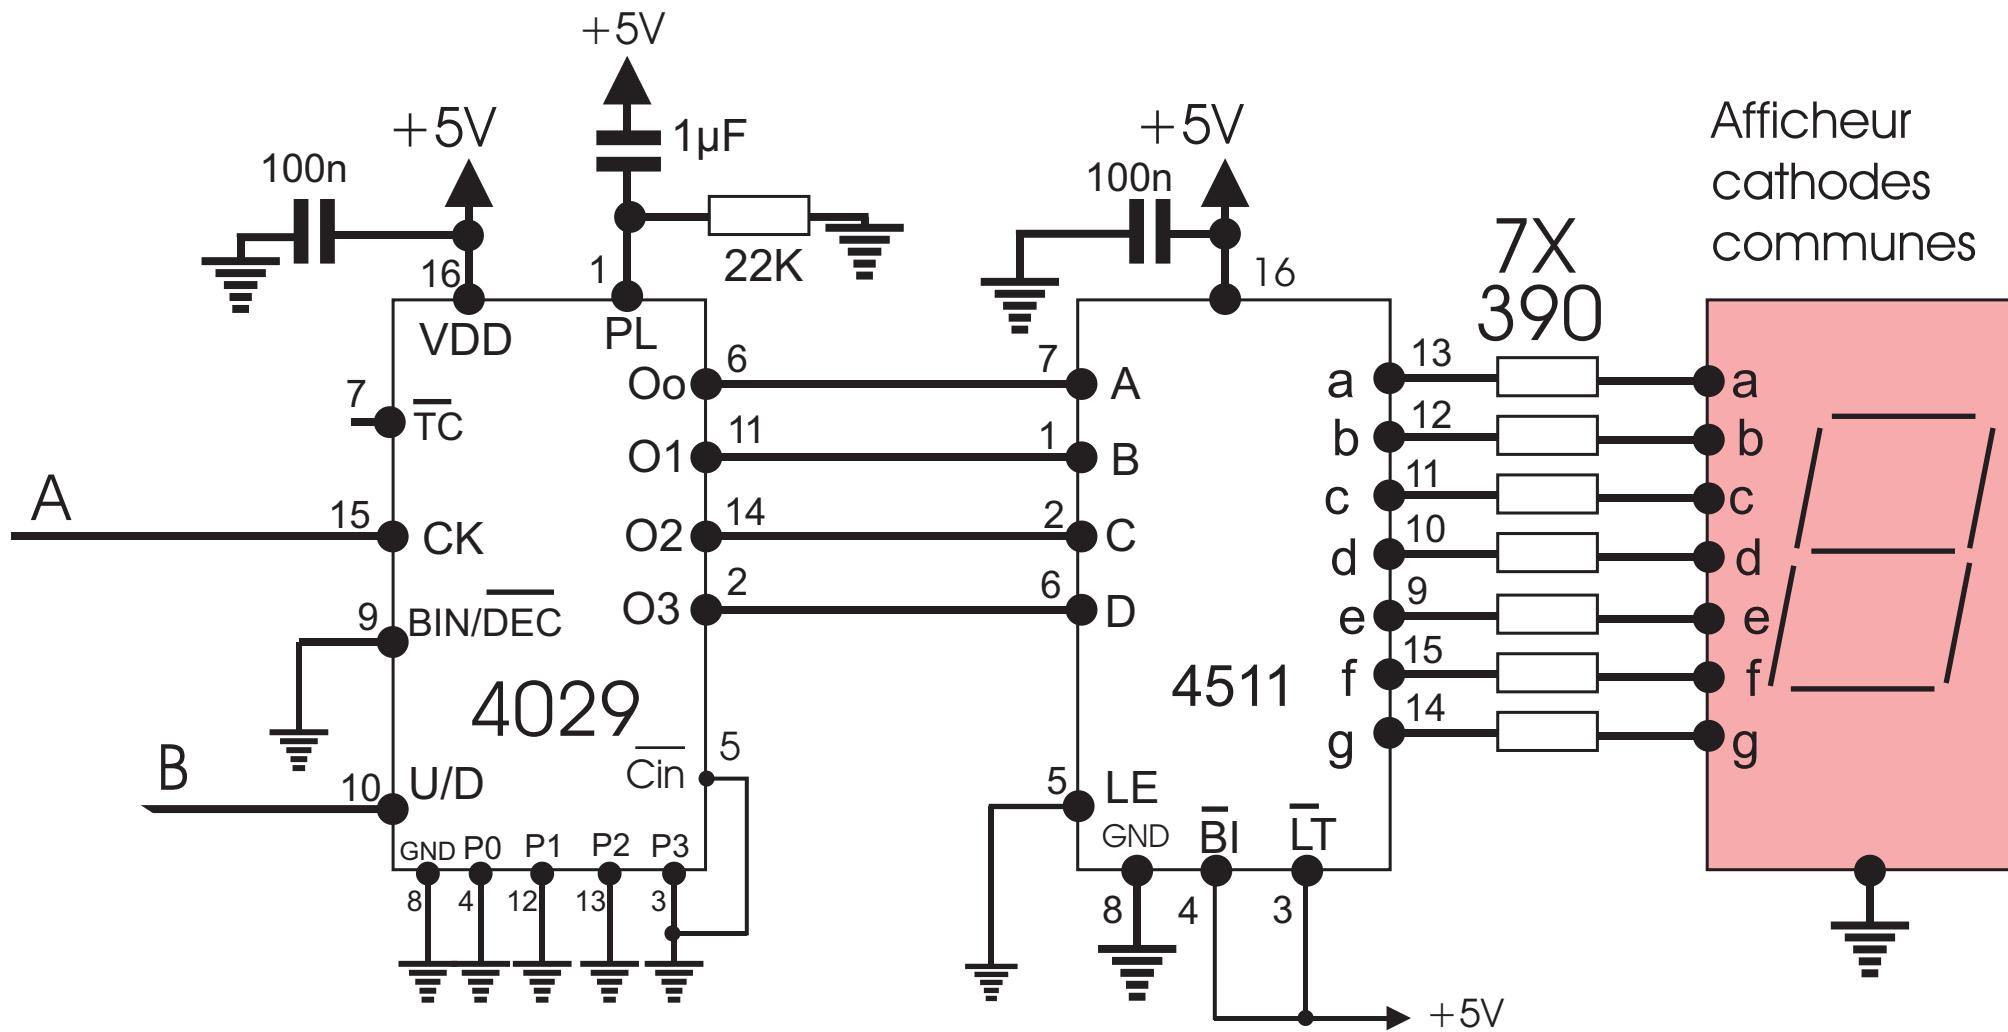 +5V
+5V
1µF
100n
22K
16
1
VDD
PL
7
TC
A
15
CK
9
BIN/DEC
4029
B
10
U/D
Cin
5
GND
P0
P1
P2
P3
8
4
12
13
3
Oo
6
O1
11
O2
14
O3
2
+5V
100n
16
7
A
1
B
2
C
6
D
4511
5
LE
GND
BI
LT
8
4
3
+5V
a
13
b
12
c
11
d
10
e
9
f
15
g
14
7X
390
Afficheur
cathodes
communes
a
b
c
d
e
f
g